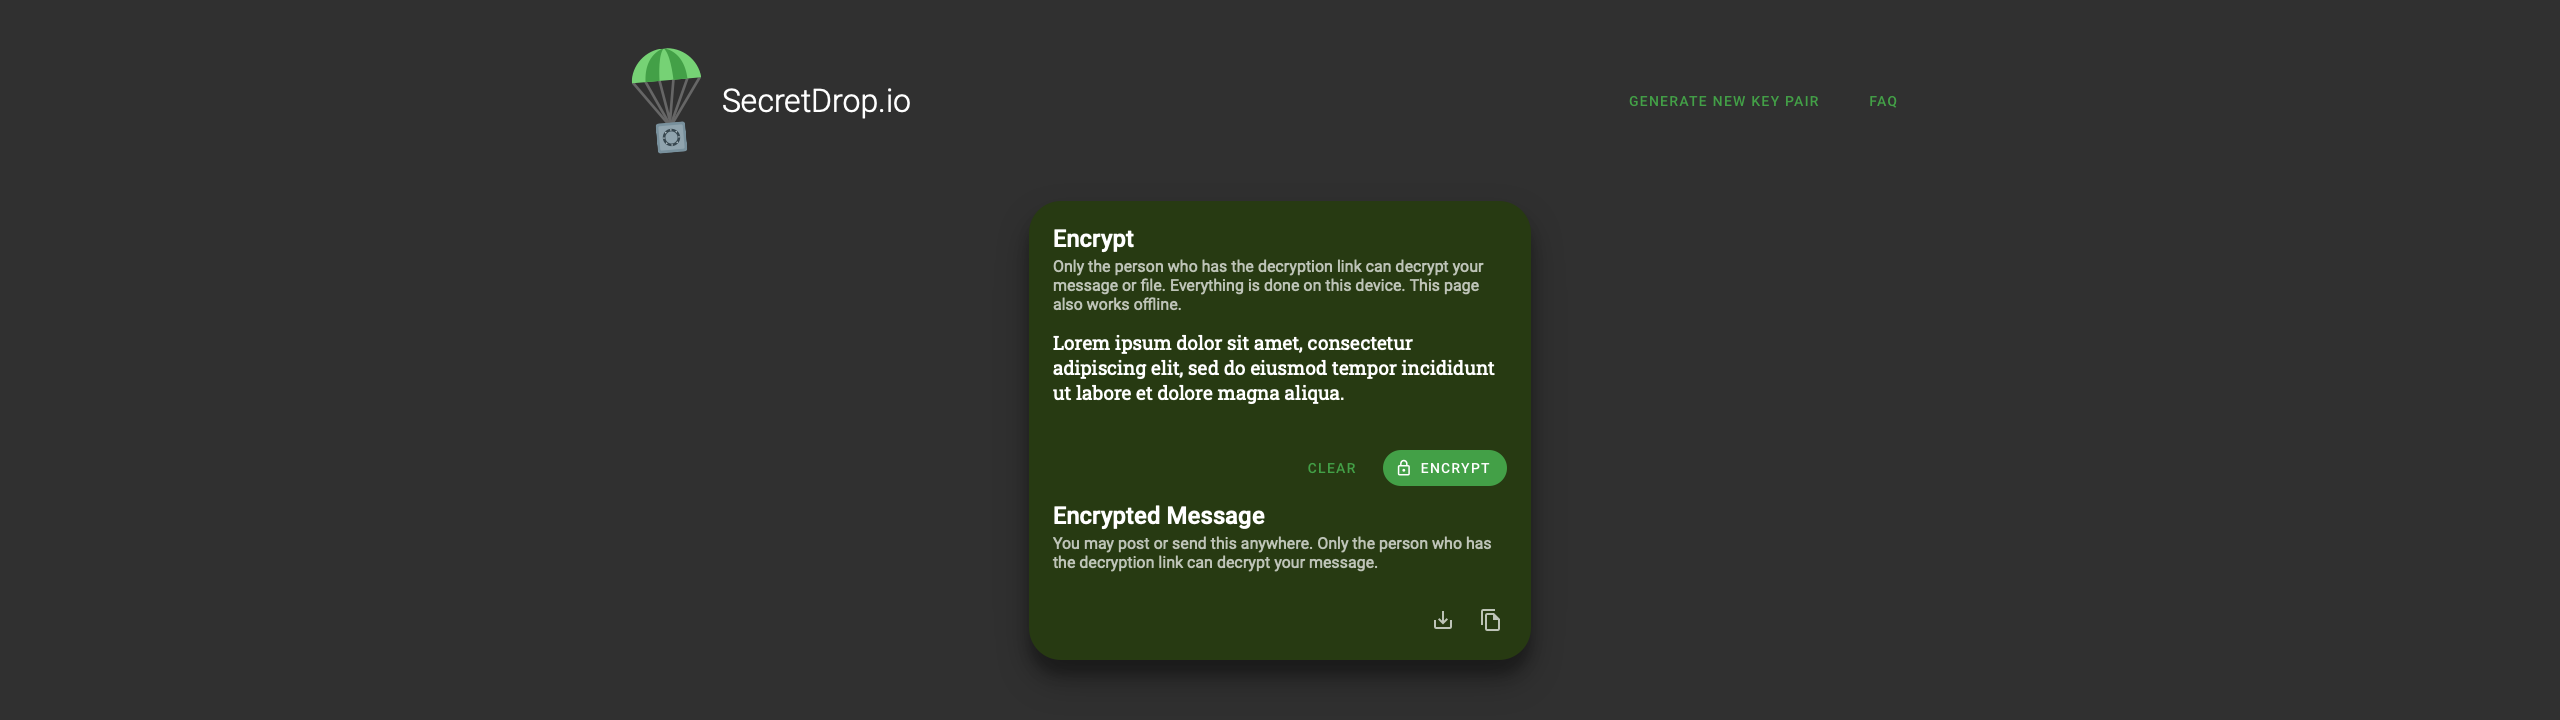 SecretDrop.io
GENERATE NEW KEY PAIR
FAQ
Encrypt
Only the person who has the decryption link can decrypt your
message or file. Everything is done on this device. This page
also works offline.
Lorem ipsum dolor sit amet, consectetur
adipiscing elit, sed do eiusmod tempor incididunt
ut labore et dolore magna aliqua.
CLEAR
ENCRYPT
Encrypted Message
You may post or send this anywhere. Only the person who has
the decryption link can decrypt your message.